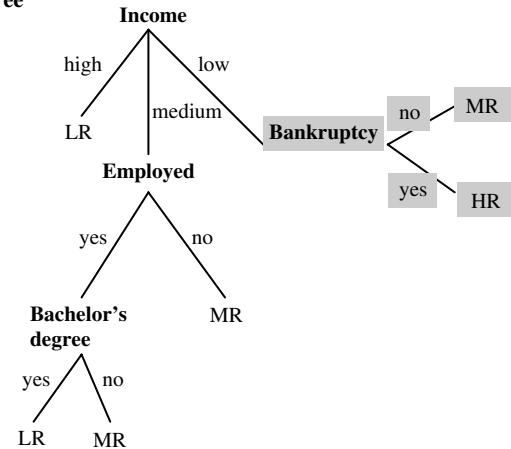 Income
high
low
LR
medium
Bankruptcy
no
MR
yes
HR
Employed
yes
no
Bachelor's
degree
MR
yes
no
LR
MR